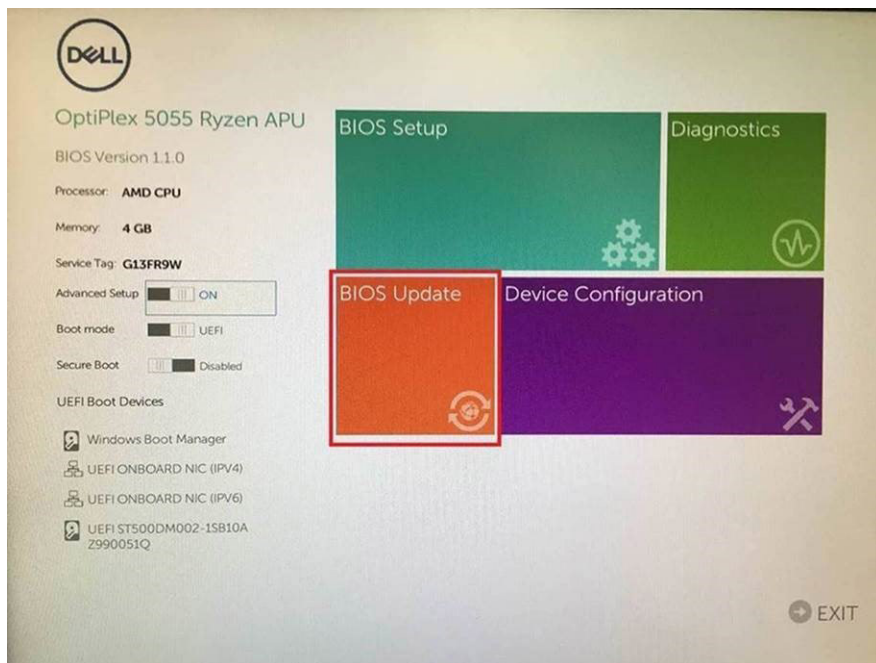 DELL
OptiPlex 5055 Ryzen APU
BIOS Version 1.1.0
Processor: AMD CPU
Memory: 4 GB
Service Tag: G13FR9W
Advanced Setup ON
Boot mode UEFI
Secure Boot Disabled
UEFI Boot Devices
Windows Boot Manager
UEFI ONBOARD NIC (IPV4)
UEFI ONBOARD NIC (IPV6)
UEFI ST500DM002-1SB10A
Z990051Q
BIOS Setup
Diagnostics
BIOS Update
Device Configuration
EXIT